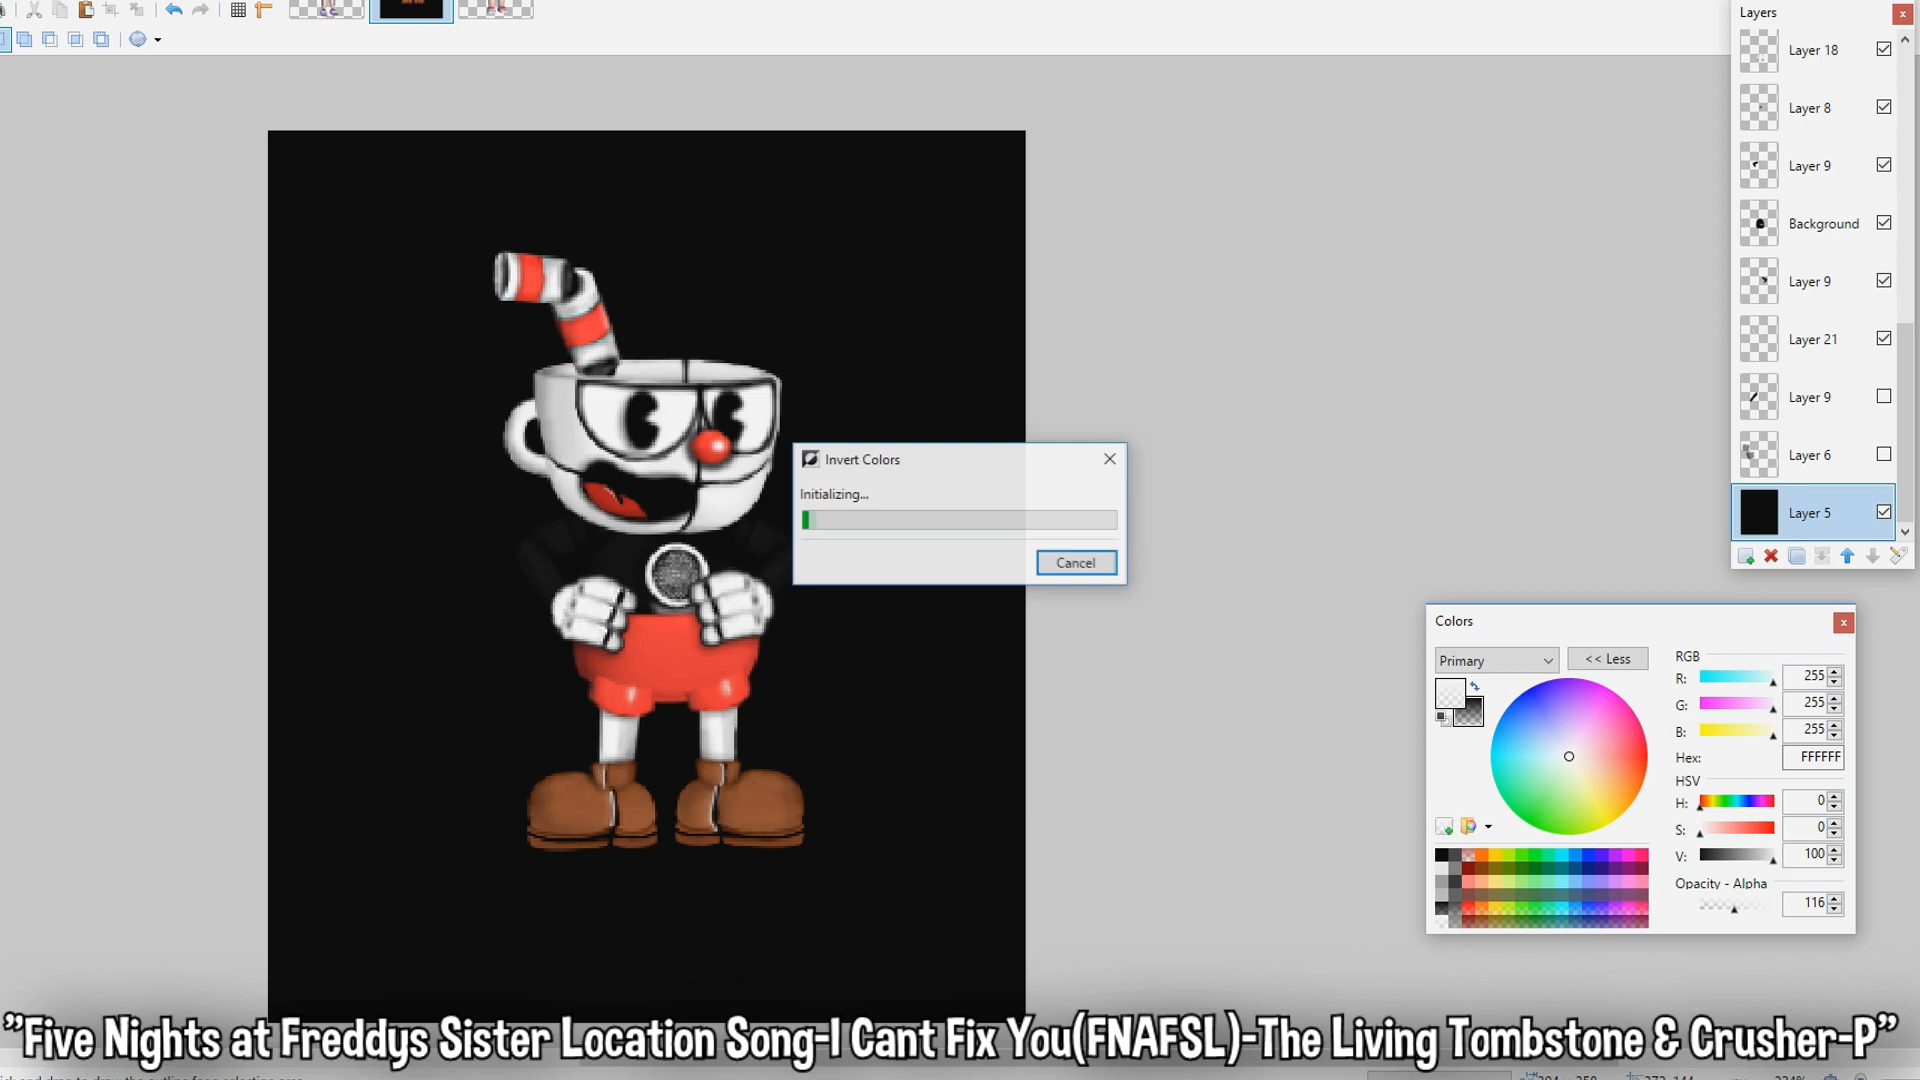 Layers
Layer 18
Layer 8
Layer 9
Background
Layer 9
Layer 21
Layer 9
Layer 6
Layer 5
Invert Colors
Initializing...
Cancel
Colors
Primary
<< Less
RGB
R: 255
G: 255
B: 255
Hex: FFFFFF
HSV
H: 0
S: 0
V: 100
Opacity - Alpha
116
"Five Nights at Freddys Sister Location Song-I Cant Fix You(FNAFSL)-The Living Tombstone & Crusher-P"